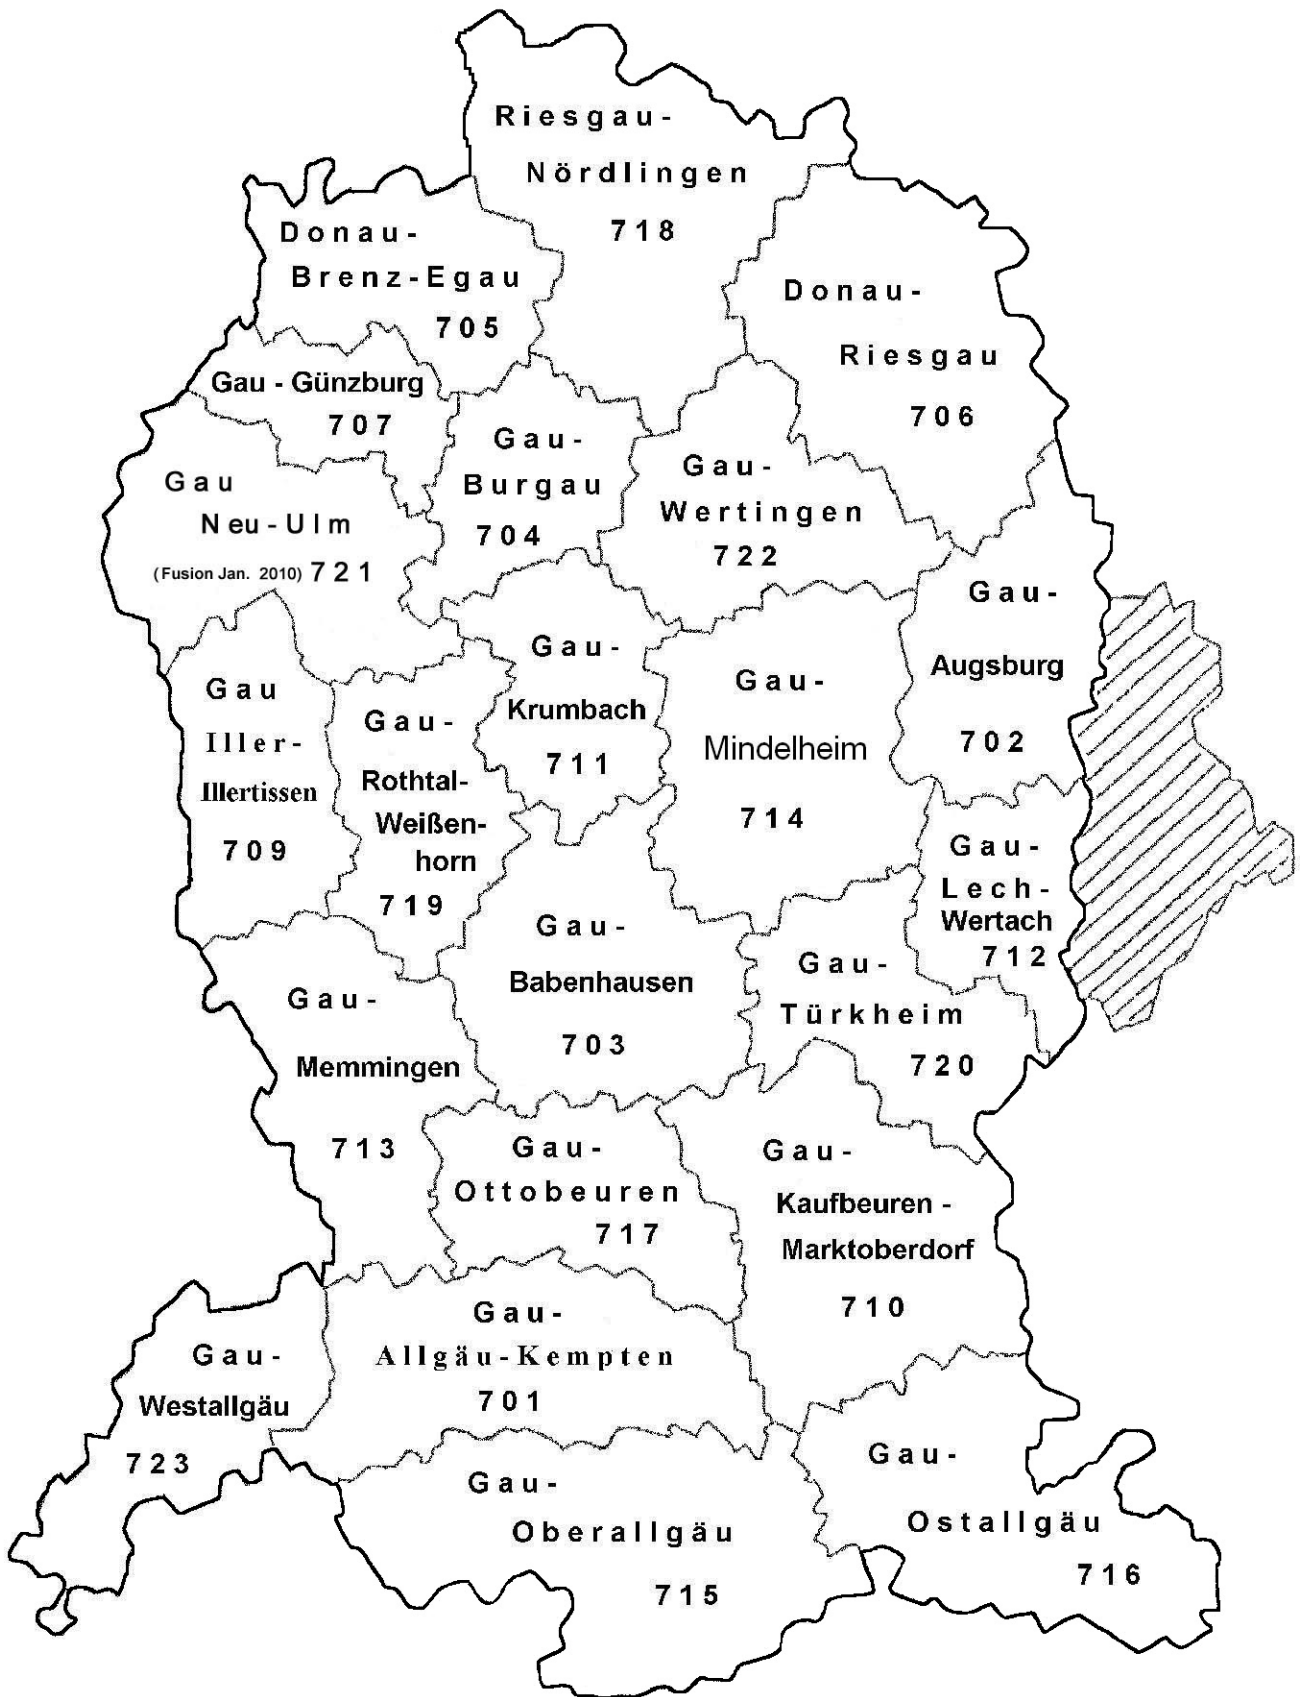 Riesgau-
Nördlingen
718
Donau-
Brenz-Egau
705
Donau-
Riesgau
706
Gau - Günzburg
707
Gau-
Burgau
704
Gau-
Wertingen
722
Gau
Neu-Ulm
(Fusion Jan. 2010) 721
Gau-
Augsburg
702
Gau
Iller-
Illertissen
709
Gau-
Rothtal-
Weißen-
horn
719
Gau-
Krumbach
711
Gau-
Mindelheim
714
Gau-
Lech-
Wertach
712
Gau-
Babenhausen
703
Gau-
Türkheim
720
Gau-
Memmingen
713
Gau-
Ottobeuren
717
Gau-
Kaufbeuren -
Marktoberdorf
710
Gau-
Allgäu-Kempten
701
Gau-
Westallgäu
723
Gau-
Oberallgäu
715
Gau-
Ostallgäu
716